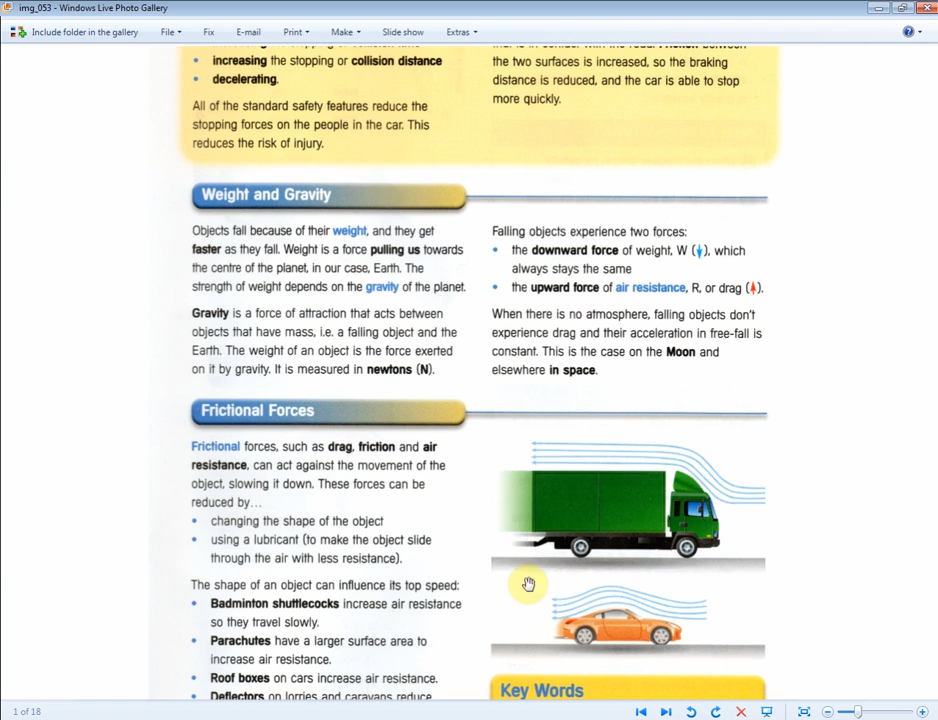 img_053 - Windows Live Photo Gallery
Include folder in the gallery File Fix E-mail Print Make Slide show Extras
increasing the stopping or collision distance
decelerating.
All of the standard safety features reduce the
stopping forces on the people in the car. This
reduces the risk of injury.
the two surfaces is increased, so the braking
distance is reduced, and the car is able to stop
more quickly.
Weight and Gravity
Objects fall because of their weight, and they get
faster as they fall. Weight is a force pulling us towards
the centre of the planet, in our case, Earth. The
strength of weight depends on the gravity of the planet.
Gravity is a force of attraction that acts between
objects that have mass, i.e. a falling object and the
Earth. The weight of an object is the force exerted
on it by gravity. It is measured in newtons (N).
Falling objects experience two forces:
the downward force of weight, W (↓), which
always stays the same
the upward force of air resistance, R, or drag (↑).
When there is no atmosphere, falling objects don't
experience drag and their acceleration in free-fall is
constant. This is the case on the Moon and
elsewhere in space.
Frictional Forces
Frictional forces, such as drag, friction and air
resistance, can act against the movement of the
object, slowing it down. These forces can be
reduced by…
changing the shape of the object
using a lubricant (to make the object slide
through the air with less resistance).
The shape of an object can influence its top speed:
Badminton shuttlecocks increase air resistance
so they travel slowly.
Parachutes have a larger surface area to
increase air resistance.
Roof boxes on cars increase air resistance.
Deflectors on lorries and caravans reduce
Key Words
1 of 18